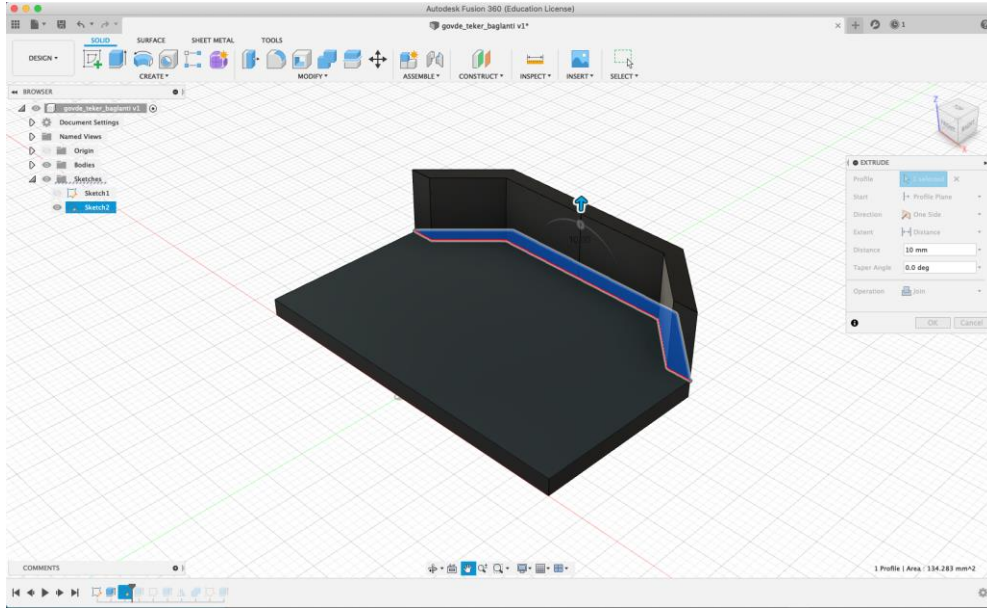 Autodesk Fusion 360 (Education License)
govde_teker_baglanti v1*
1
SOLID SURFACE SHEET METAL TOOLS
DESIGN
CREATE MODIFY ASSEMBLE CONSTRUCT INSPECT INSERT SELECT
BROWSER
govde_teker_baglanti v1
Document Settings
Named Views
Origin
Bodies
Sketches
Sketch1
Sketch2
Z
X
EXTRUDE
Profile 1 selected
Start Profile Plane
Direction One Side
Extent Distance
Distance 10 mm
Taper Angle 0.0 deg
Operation Join
OK Cancel
COMMENTS
1 Profile | Area : 134.283 mm^2